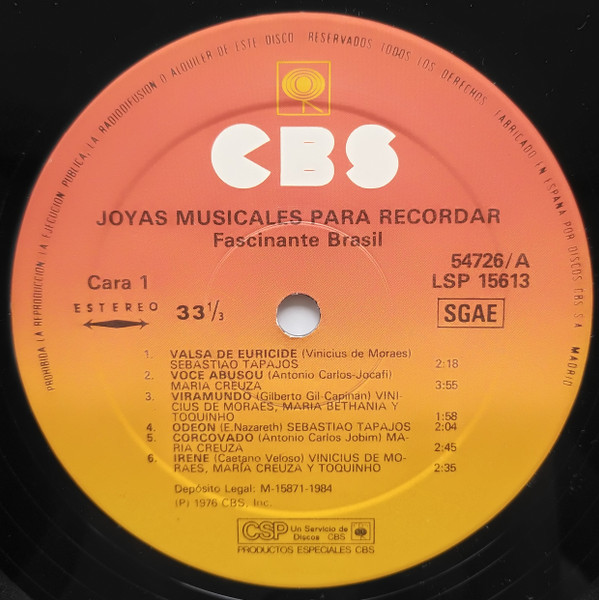 PROHIBIDA LA REPRODUCCIÓN, LA EJECUCIÓN PUBLICA, LA RADIODIFUSION O ALQUILER DE ESTE DISCO. RESERVADOS TODOS LOS DERECHOS. FABRICADO EN ESPAÑA POR DISCOS CBS S.A. MADRID
CBS
JOYAS MUSICALES PARA RECORDAR
Fascinante Brasil
54726/A
Cara 1
LSP 15613
ESTEREO
33 1/3
SGAE
1. VALSA DE EURICIDE (Vinicius de Moraes)
SEBASTIAO TAPAJOS 2:18
2. VOCE ABUSOU (Antonio Carlos-Jocafi)
MARIA CREUZA 3:55
3. VIRAMUNDO (Gilberto Gil-Capinan) VINI-
CIUS DE MORAES, MARIA BETHANIA Y
TOQUINHO 1:58
4. ODEON (E.Nazareth) SEBASTIAO TAPAJOS 2:04
5. CORCOVADO (Antonio Carlos Jobim) MA-
RIA CREUZA 2:45
6. IRENE (Caetano Veloso) VINICIUS DE MO-
RAES, MARIA CREUZA Y TOQUINHO 2:35
Depósito Legal: M-15871-1984
(P) 1976 CBS, Inc.
CSP Un Servicio de
Discos CBS
PRODUCTOS ESPECIALES CBS